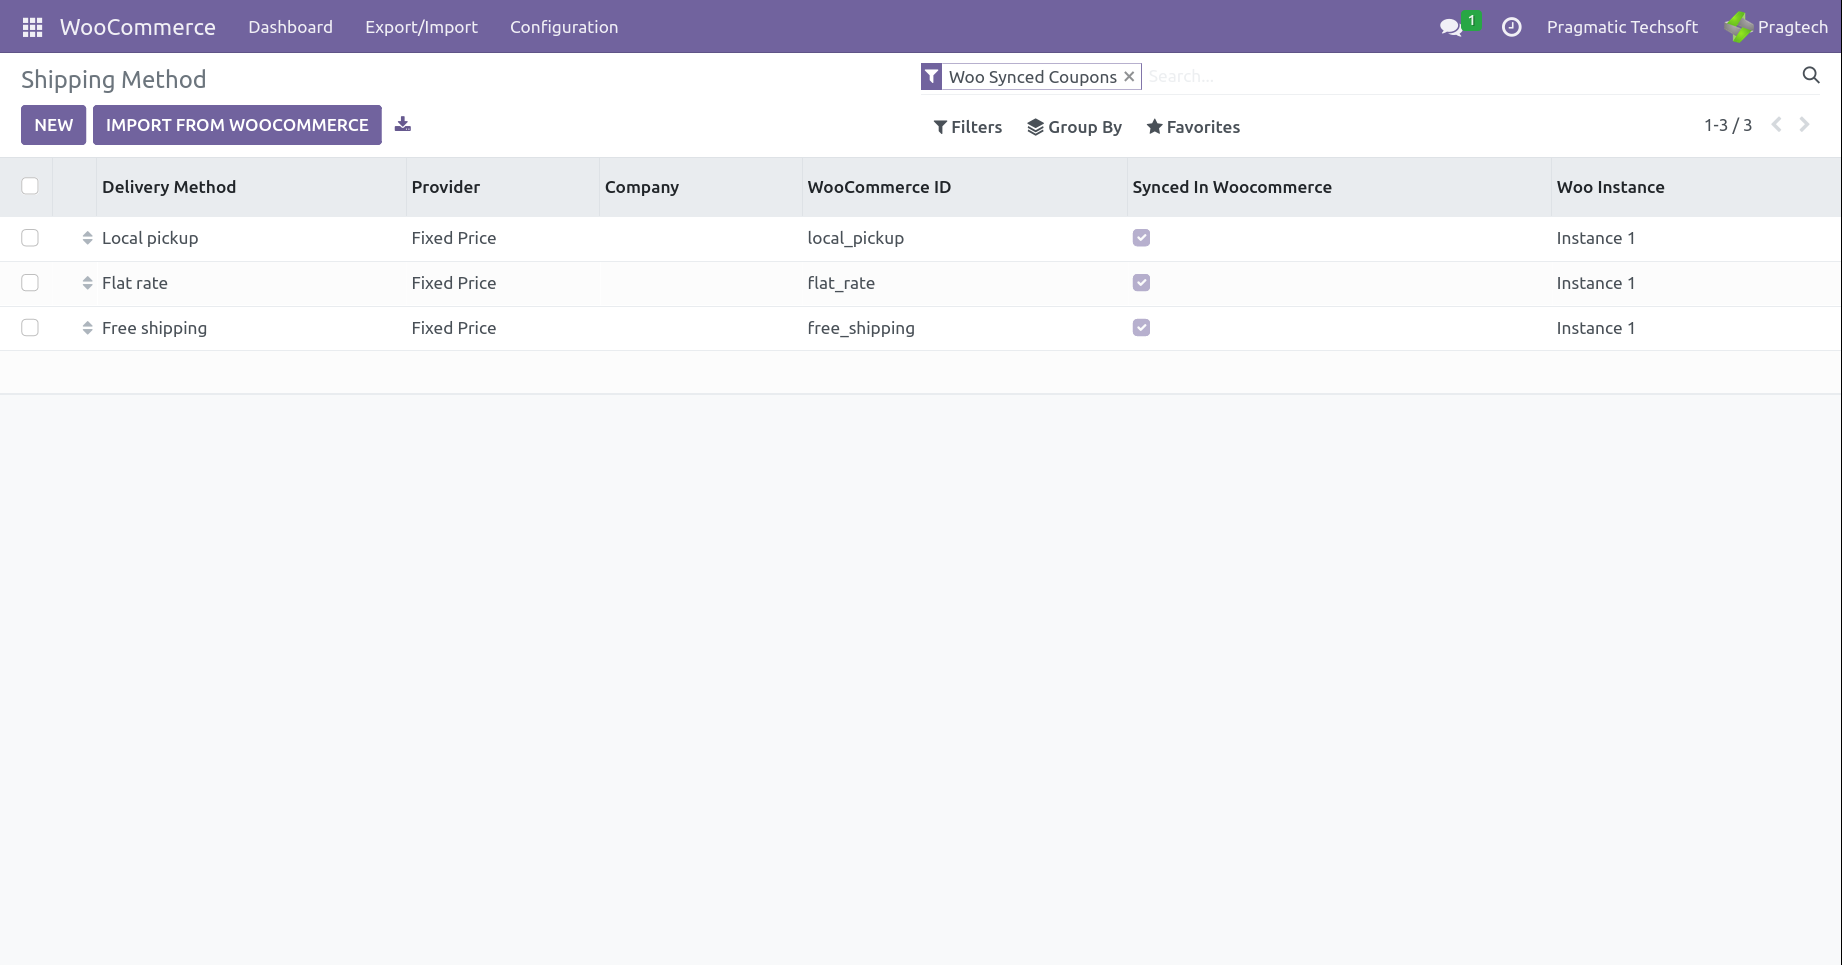 WooCommerce Dashboard Export/Import Configuration 1 Pragmatic Techsoft Pragtech
Shipping Method Woo Synced Coupons × Search...
NEW IMPORT FROM WOOCOMMERCE Filters Group By Favorites 1-3 / 3
Delivery Method Provider Company WooCommerce ID Synced In Woocommerce Woo Instance
Local pickup Fixed Price local_pickup Instance 1
Flat rate Fixed Price flat_rate Instance 1
Free shipping Fixed Price free_shipping Instance 1